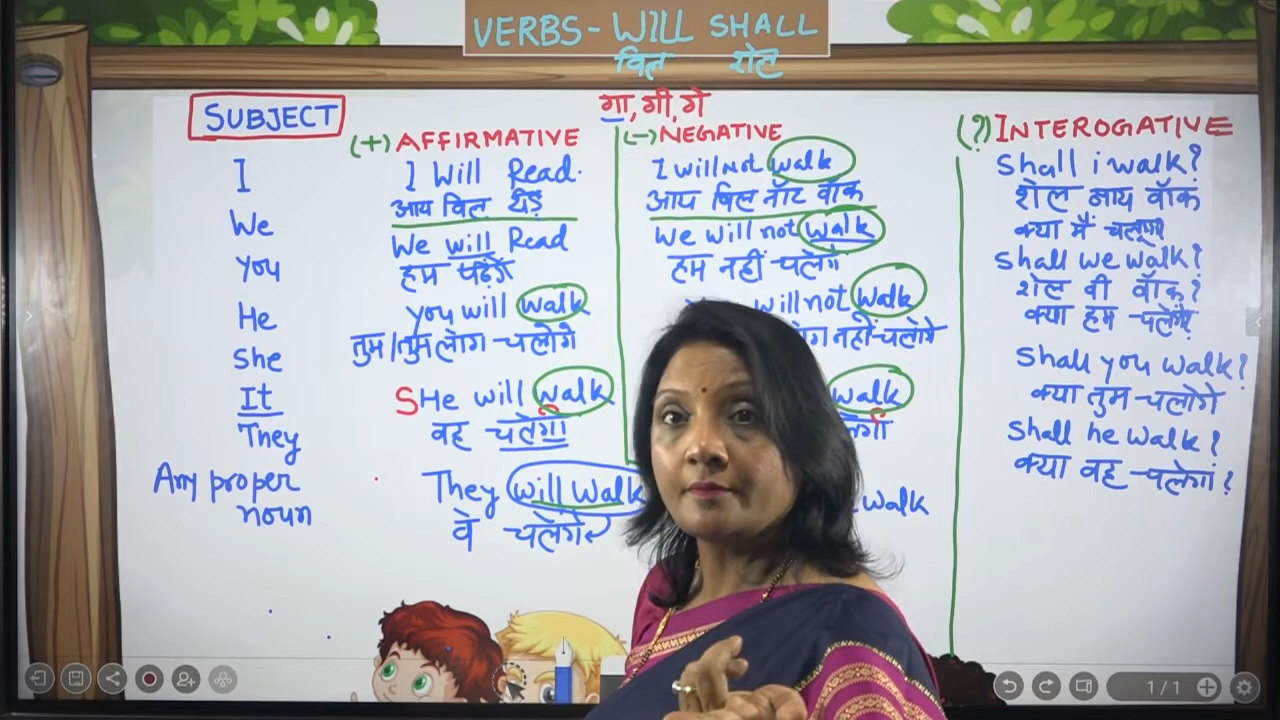 VERBS - WILL SHALL
विल शेल
गा, गी, गे
SUBJECT
I
We
you
He
She
It
They
Any proper
noun
(+) AFFIRMATIVE
I Will Read.
आय विल
We will Read
हम पढ़ेंगे
you will walk
तुम/तुम लोग चलोगे
SHe will walk
वह चलेगा
They Will Walk
वे चलेंगे
(-) NEGATIVE
I will Not walk
आय विल नॉट वॉक
We will not walk
हम नहीं चलेंगे
will not walk
नहीं चलोगे
walk
walk
(?) INTEROGATIVE
Shall i walk?
शेल आय वॉक
क्या मैं
Shall we walk?
शेल वी वॉक?
क्या हम चलेंगे?
Shall you walk?
क्या तुम चलोगे
Shall he walk?
क्या वह चलेगा?
1/1